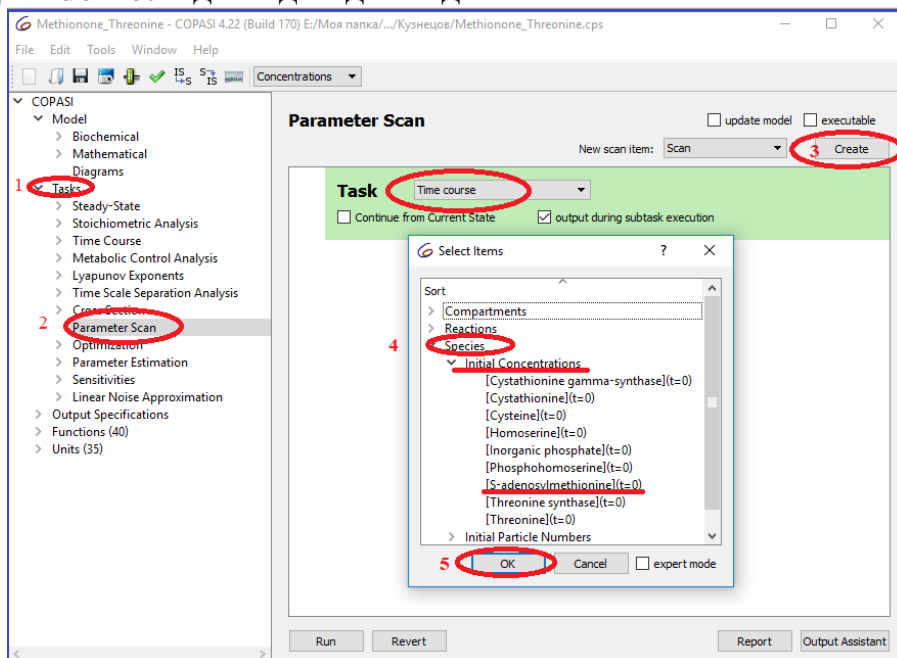 Methionone_Threonine - COPASI 4.22 (Build 170) E:/Моя папка/.../Кузнецов/Methionone_Threonine.cps
File Edit Tools Window Help
Concentrations
COPASI
Model
Biochemical
Mathematical
Diagrams
1 Tasks
Steady-State
Stoichiometric Analysis
Time Course
Metabolic Control Analysis
Lyapunov Exponents
Time Scale Separation Analysis
Cross Section
2 Parameter Scan
Optimization
Parameter Estimation
Sensitivities
Linear Noise Approximation
Output Specifications
Functions (40)
Units (35)
Parameter Scan
update model executable
New scan item: Scan 3 Create
Task Time course
Continue from Current State output during subtask execution
Select Items ?
Sort
Compartments
Reactions
4 Species
Initial Concentrations
[Cystathionine gamma-synthase](t=0)
[Cystathionine](t=0)
[Cysteine](t=0)
[Homoserine](t=0)
[Inorganic phosphate](t=0)
[Phosphohomoserine](t=0)
[S-adenosylmethionine](t=0)
[Threonine synthase](t=0)
[Threonine](t=0)
Initial Particle Numbers
5 OK Cancel expert mode
Run Revert Report Output Assistant